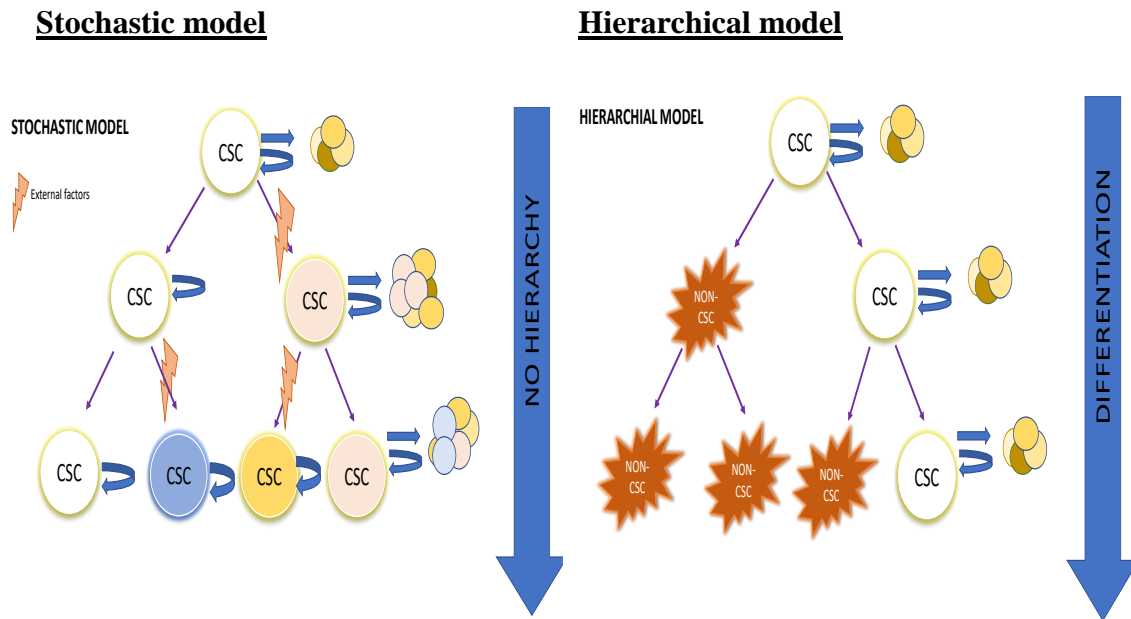 Stochastic model
Hierarchical model
STOCHASTIC MODEL
External factors
CSC
CSC
CSC
CSC
CSC
CSC
CSC
NO HIERARCHY
HIERARCHIAL MODEL
CSC
NON-
CSC
CSC
NON-
CSC
NON-
CSC
NON-
CSC
CSC
DIFFERENTIATION